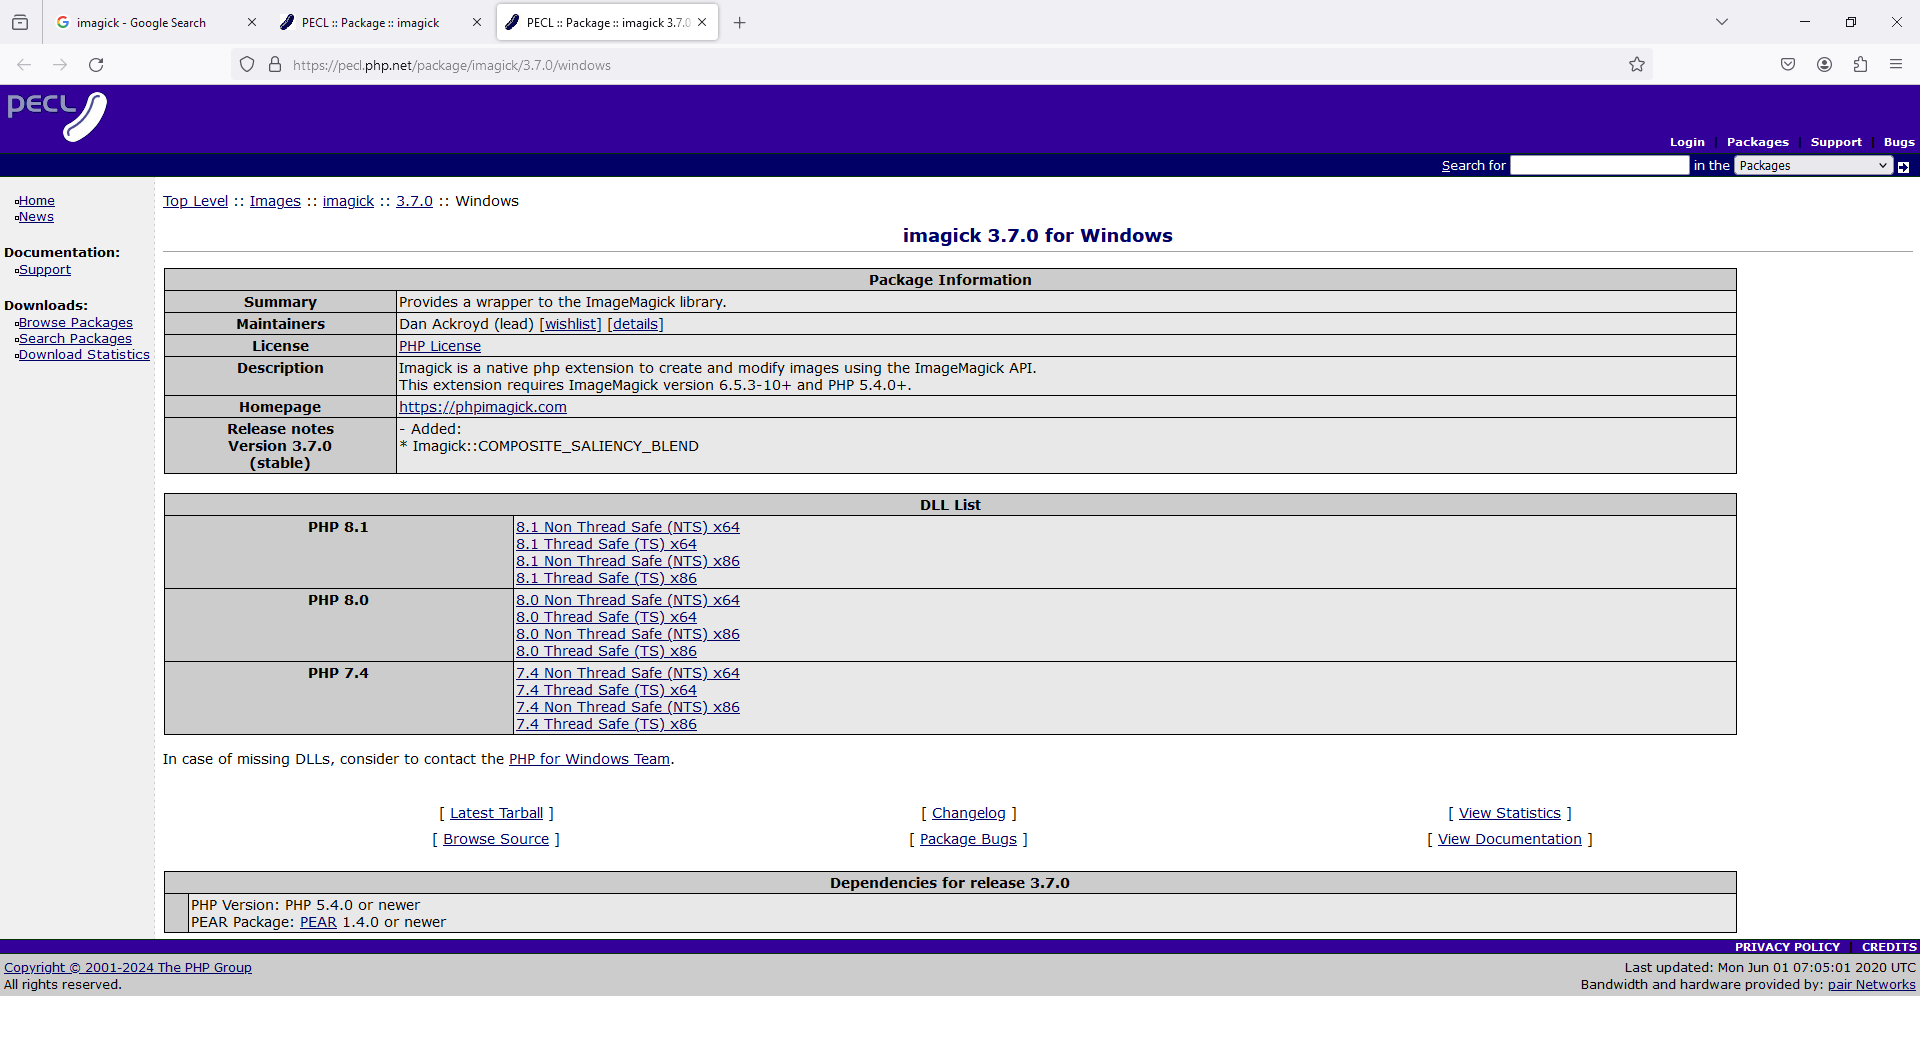 imagick - Google Search
PECL :: Package :: imagick
PECL :: Package :: imagick 3.7.0
https://pecl.php.net/package/imagick/3.7.0/windows
PECL
Login | Packages | Support | Bugs
Search for in the Packages
Home
News
Documentation:
Support
Downloads:
Browse Packages
Search Packages
Download Statistics
Top Level :: Images :: imagick :: 3.7.0 :: Windows
imagick 3.7.0 for Windows
Package Information
Summary Provides a wrapper to the ImageMagick library.
Maintainers Dan Ackroyd (lead) [wishlist] [details]
License PHP License
Description Imagick is a native php extension to create and modify images using the ImageMagick API.
This extension requires ImageMagick version 6.5.3-10+ and PHP 5.4.0+.
Homepage https://phpimagick.com
Release notes - Added:
Version 3.7.0 * Imagick::COMPOSITE_SALIENCY_BLEND
(stable)
DLL List
PHP 8.1 8.1 Non Thread Safe (NTS) x64
8.1 Thread Safe (TS) x64
8.1 Non Thread Safe (NTS) x86
8.1 Thread Safe (TS) x86
PHP 8.0 8.0 Non Thread Safe (NTS) x64
8.0 Thread Safe (TS) x64
8.0 Non Thread Safe (NTS) x86
8.0 Thread Safe (TS) x86
PHP 7.4 7.4 Non Thread Safe (NTS) x64
7.4 Thread Safe (TS) x64
7.4 Non Thread Safe (NTS) x86
7.4 Thread Safe (TS) x86
In case of missing DLLs, consider to contact the PHP for Windows Team.
[ Latest Tarball ] [ Changelog ] [ View Statistics ]
[ Browse Source ] [ Package Bugs ] [ View Documentation ]
Dependencies for release 3.7.0
PHP Version: PHP 5.4.0 or newer
PEAR Package: PEAR 1.4.0 or newer
PRIVACY POLICY | CREDITS
Copyright © 2001-2024 The PHP Group
All rights reserved.
Last updated: Mon Jun 01 07:05:01 2020 UTC
Bandwidth and hardware provided by: pair Networks